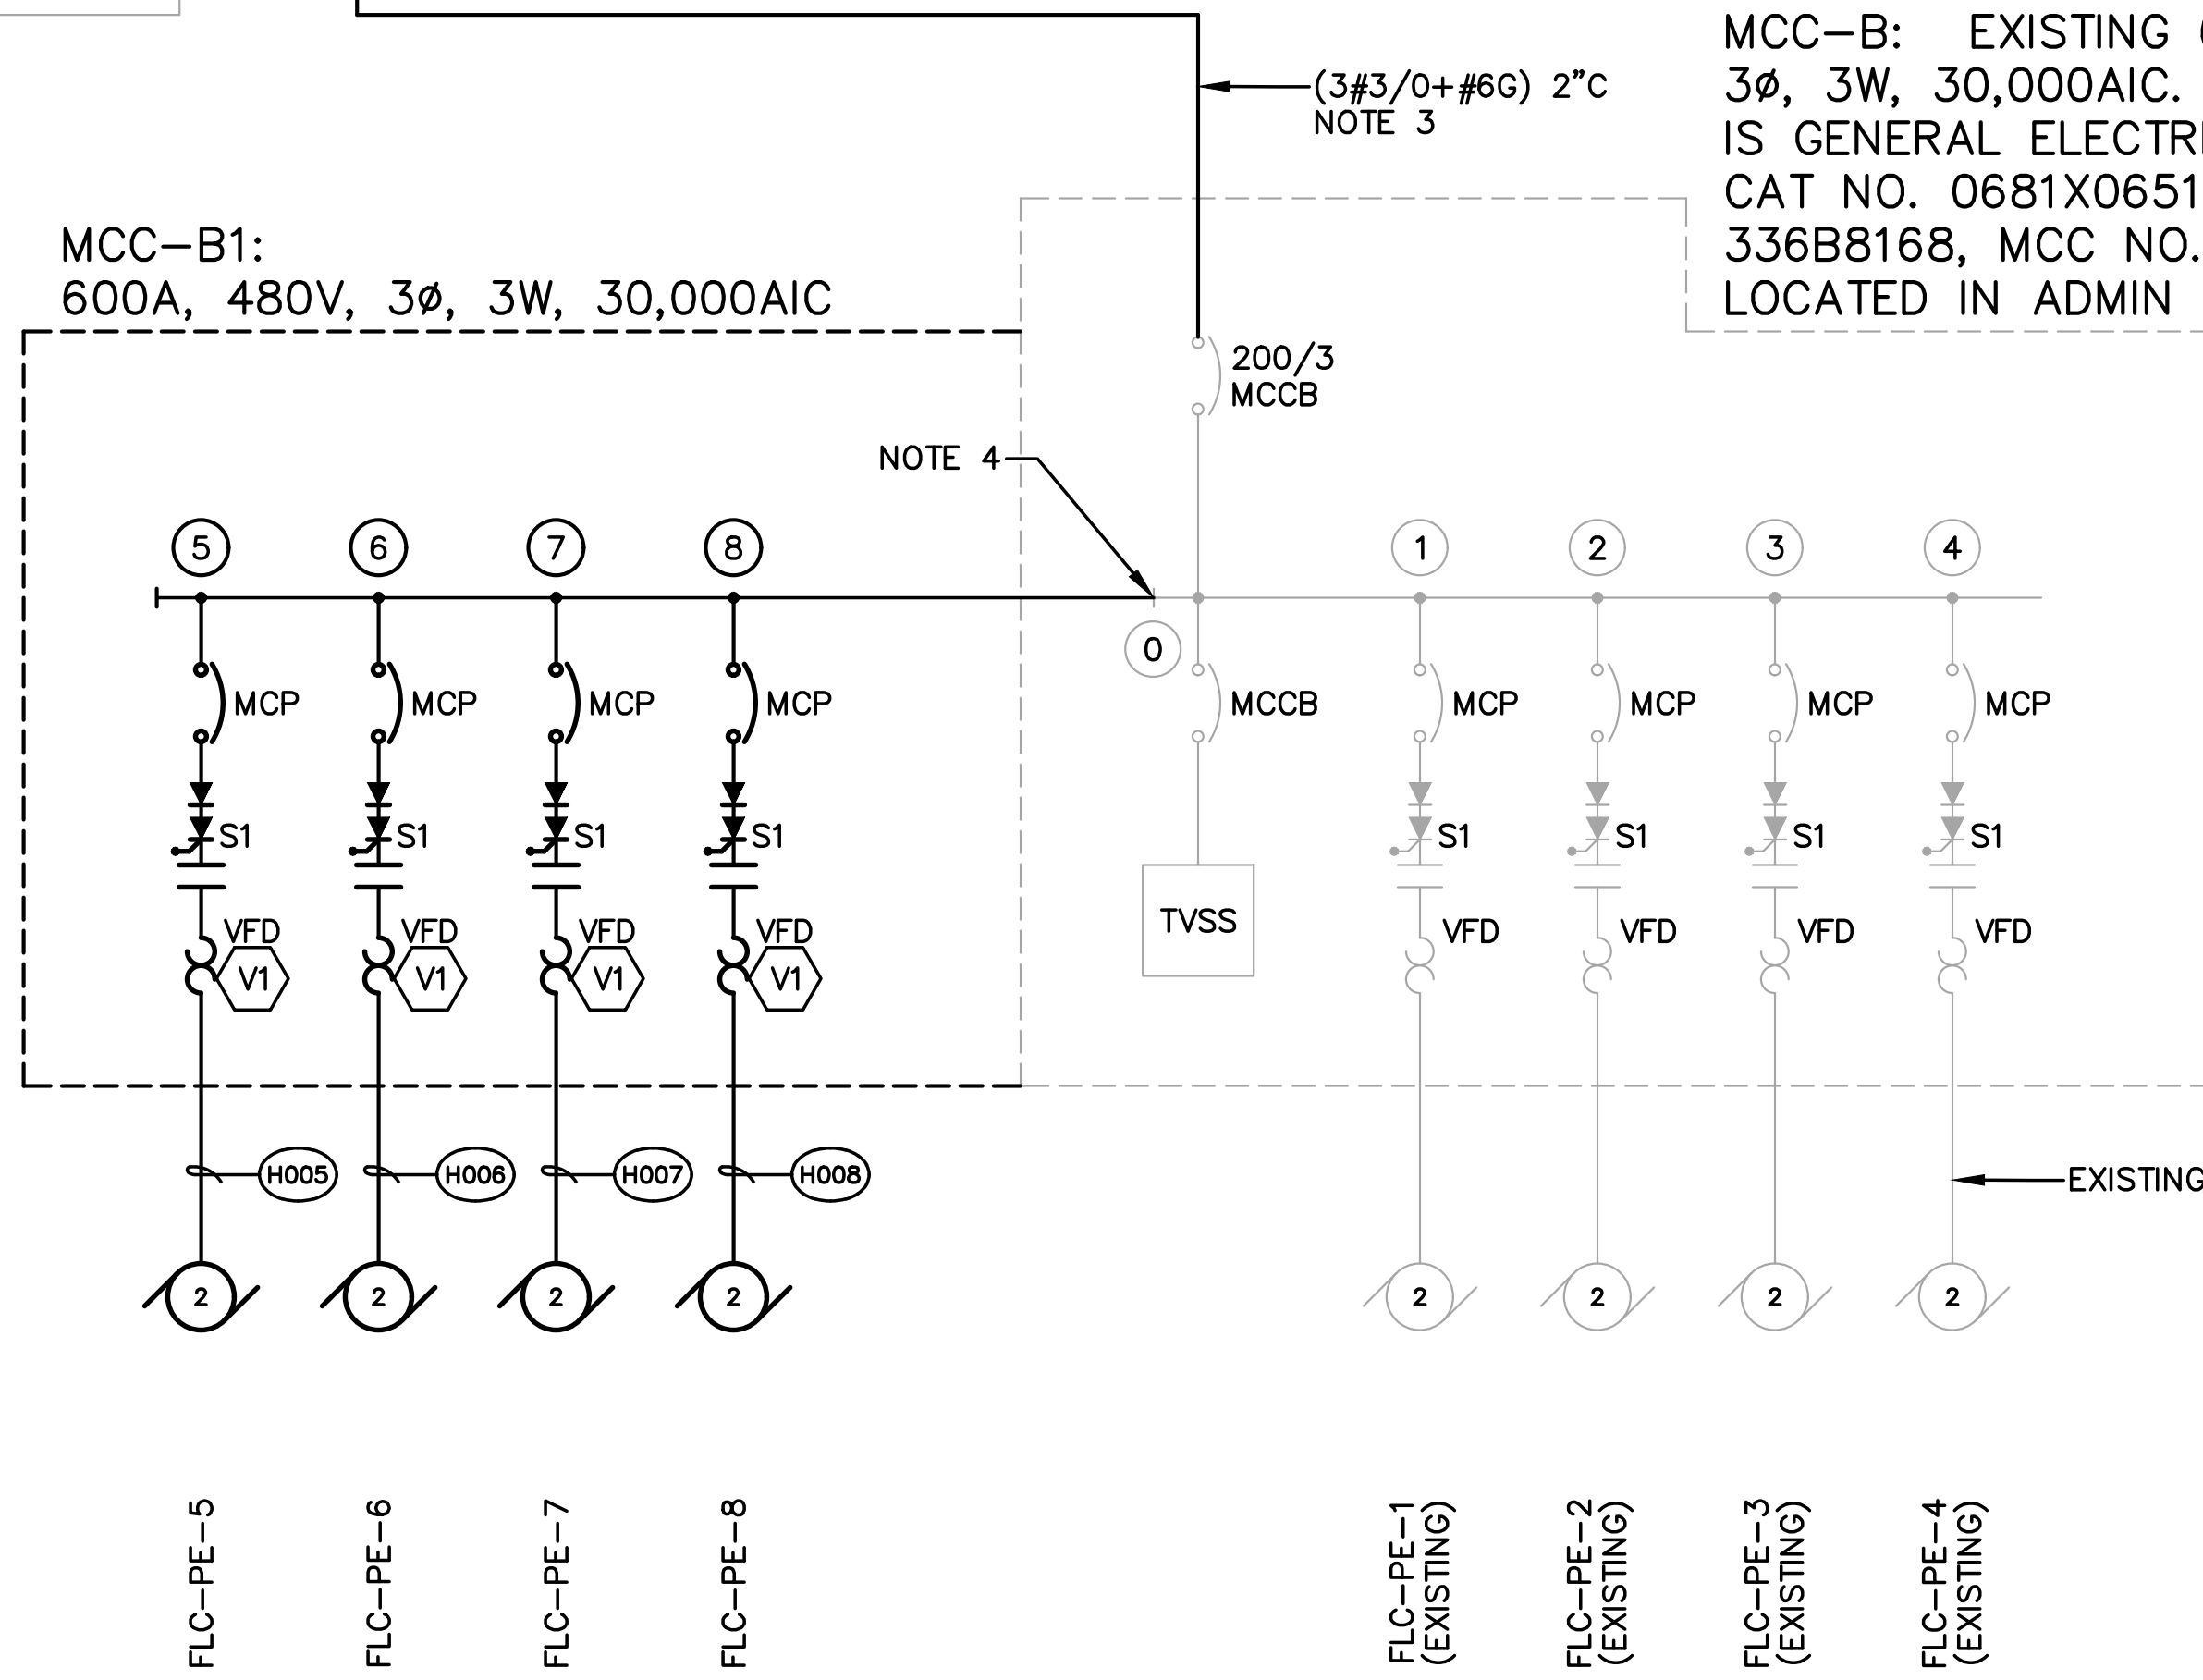 MCC-B: EXISTING
3ø, 3W, 30,000AIC.
IS GENERAL ELECTRI
CAT NO. 0681X0651
336B8168, MCC NO.
LOCATED IN ADMIN
(3#3/0+#6G) 2"C
NOTE 3
MCC-B1:
600A, 480V, 3ø, 3W, 30,000AIC
200/3
MCCB
NOTE 4
5 6 7 8 1 2 3 4
0
MCP MCP MCP MCP MCCB MCP MCP MCP MCP
S1 S1 S1 S1 S1 S1 S1 S1
TVSS
VFD VFD VFD VFD VFD VFD VFD VFD
V1 V1 V1 V1
H005 H006 H007 H008
EXISTING
2 2 2 2 2 2 2 2
FLC-PE-5
FLC-PE-6
FLC-PE-7
FLC-PE-8
FLC-PE-1
(EXISTING)
FLC-PE-2
(EXISTING)
FLC-PE-3
(EXISTING)
FLC-PE-4
(EXISTING)